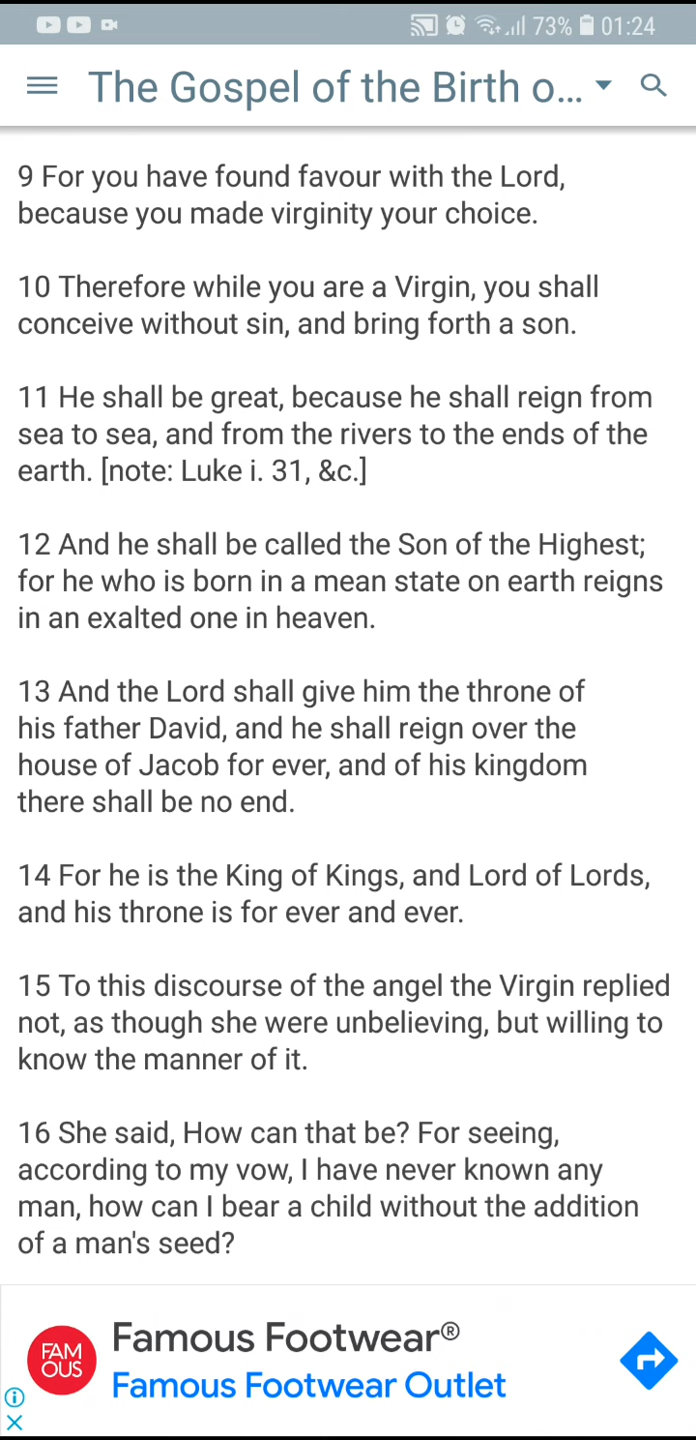 73% 01:24
The Gospel of the Birth o...
9 For you have found favour with the Lord,
because you made virginity your choice.
10 Therefore while you are a Virgin, you shall
conceive without sin, and bring forth a son.
11 He shall be great, because he shall reign from
sea to sea, and from the rivers to the ends of the
earth. [note: Luke i. 31, &c.]
12 And he shall be called the Son of the Highest;
for he who is born in a mean state on earth reigns
in an exalted one in heaven.
13 And the Lord shall give him the throne of
his father David, and he shall reign over the
house of Jacob for ever, and of his kingdom
there shall be no end.
14 For he is the King of Kings, and Lord of Lords,
and his throne is for ever and ever.
15 To this discourse of the angel the Virgin replied
not, as though she were unbelieving, but willing to
know the manner of it.
16 She said, How can that be? For seeing,
according to my vow, I have never known any
man, how can I bear a child without the addition
of a man's seed?
FAM
OUS
Famous Footwear®
Famous Footwear Outlet